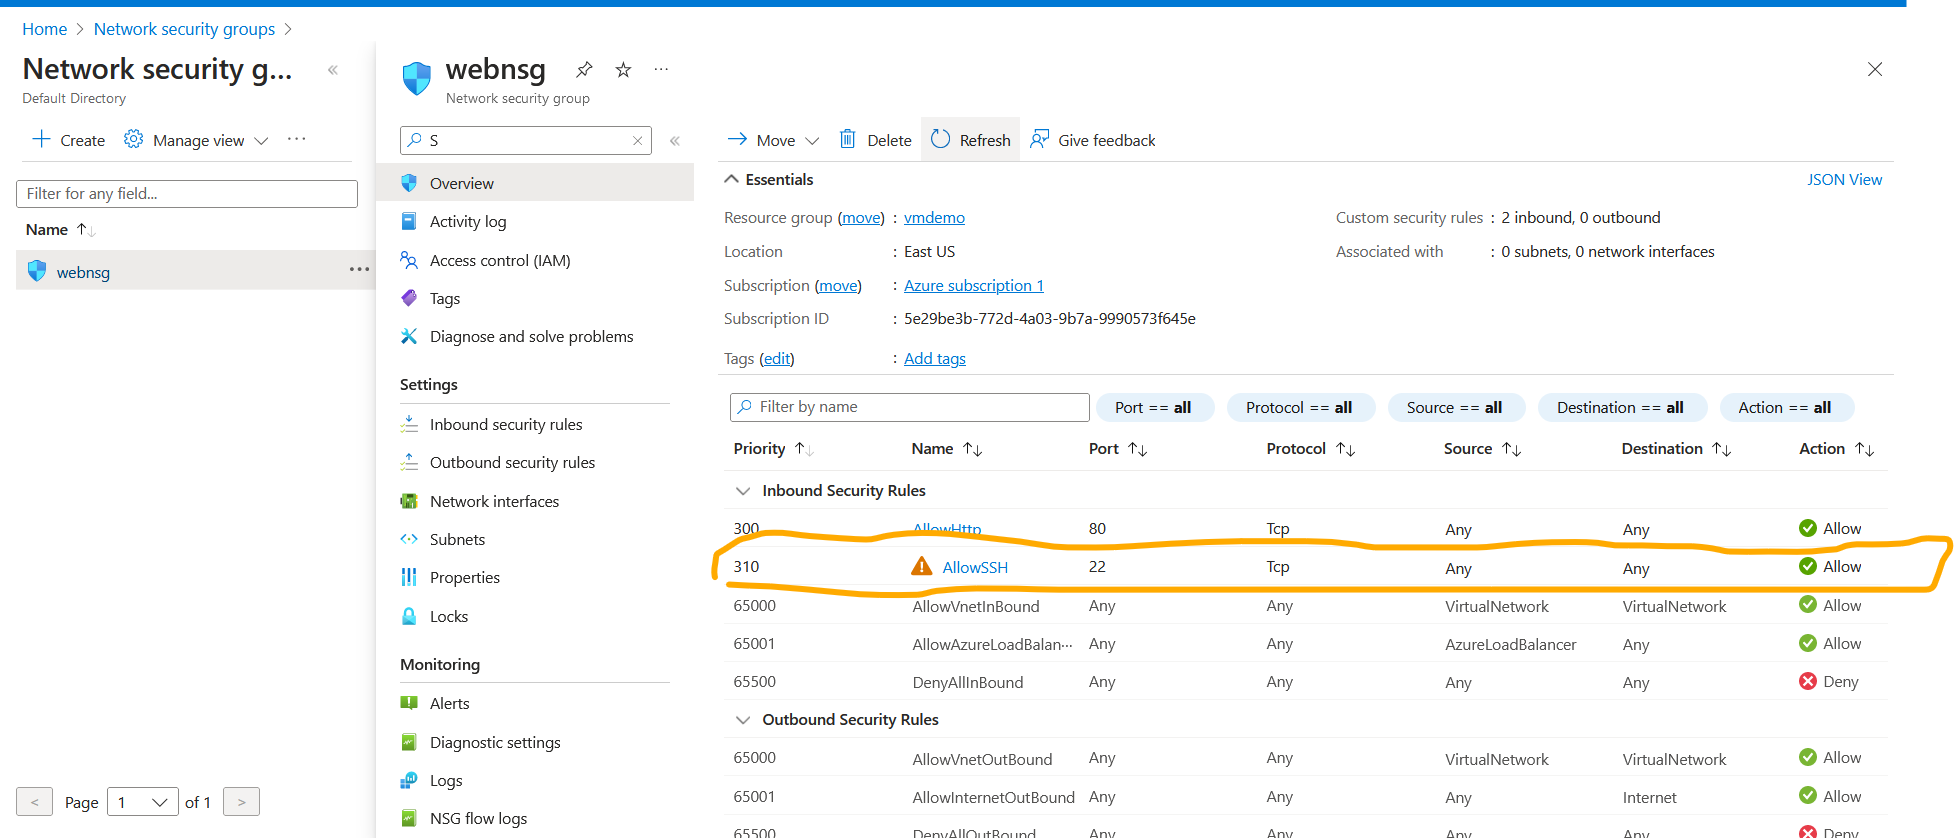 Home > Network security groups >
Network security g...
Default Directory
Create Manage view ...
Filter for any field...
Name
webnsg ...
< Page 1 of 1 >
webnsg ...
Network security group
S
Overview
Activity log
Access control (IAM)
Tags
Diagnose and solve problems
Settings
Inbound security rules
Outbound security rules
Network interfaces
Subnets
Properties
Locks
Monitoring
Alerts
Diagnostic settings
Logs
NSG flow logs
Move Delete Refresh Give feedback
Essentials JSON View
Resource group (move) : vmdemo
Location : East US
Subscription (move) : Azure subscription 1
Subscription ID : 5e29be3b-772d-4a03-9b7a-9990573f645e
Tags (edit) : Add tags
Custom security rules : 2 inbound, 0 outbound
Associated with : 0 subnets, 0 network interfaces
Filter by name Port == all Protocol == all Source == all Destination == all Action == all
Priority Name Port Protocol Source Destination Action
Inbound Security Rules
300 AllowHttp 80 Tcp Any Any Allow
310 AllowSSH 22 Tcp Any Any Allow
65000 AllowVnetInBound Any Any VirtualNetwork VirtualNetwork Allow
65001 AllowAzureLoadBalan... Any Any AzureLoadBalancer Any Allow
65500 DenyAllInBound Any Any Any Any Deny
Outbound Security Rules
65000 AllowVnetOutBound Any Any VirtualNetwork VirtualNetwork Allow
65001 AllowInternetOutBound Any Any Any Internet Allow
65500 DenyAllOutBound Any Any Any Any Deny